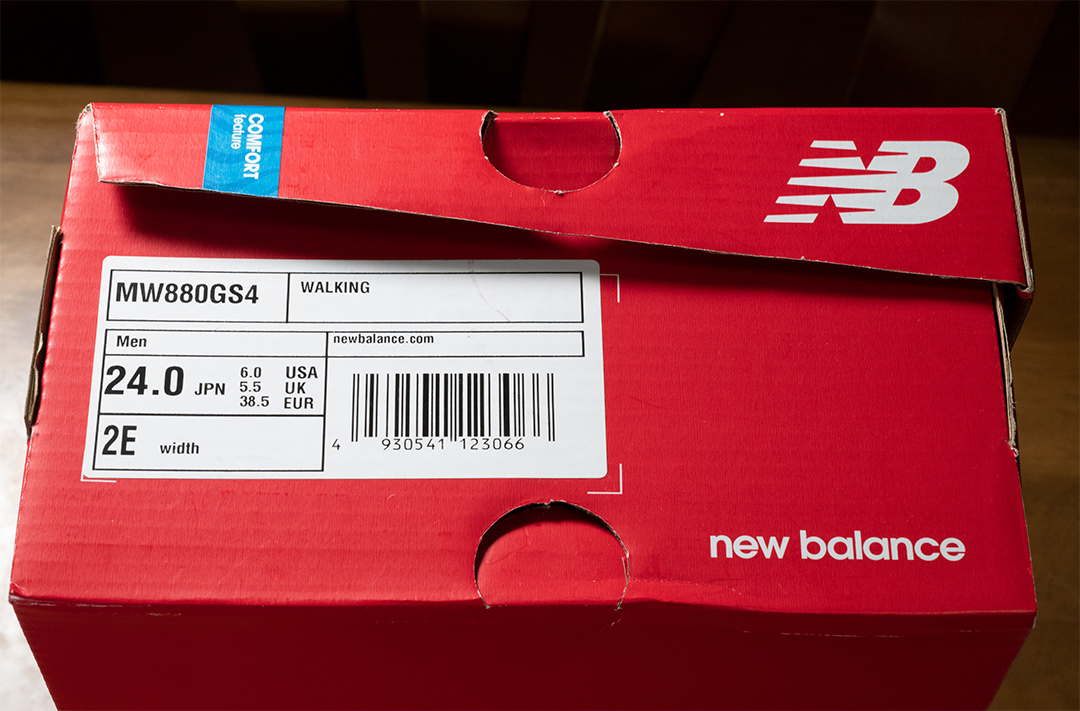 COMFORT
feature
NB
MW880GS4
WALKING
Men
newbalance.com
24.0 JPN
6.0 USA
5.5 UK
38.5 EUR
2E width
4 930541 123066
new balance